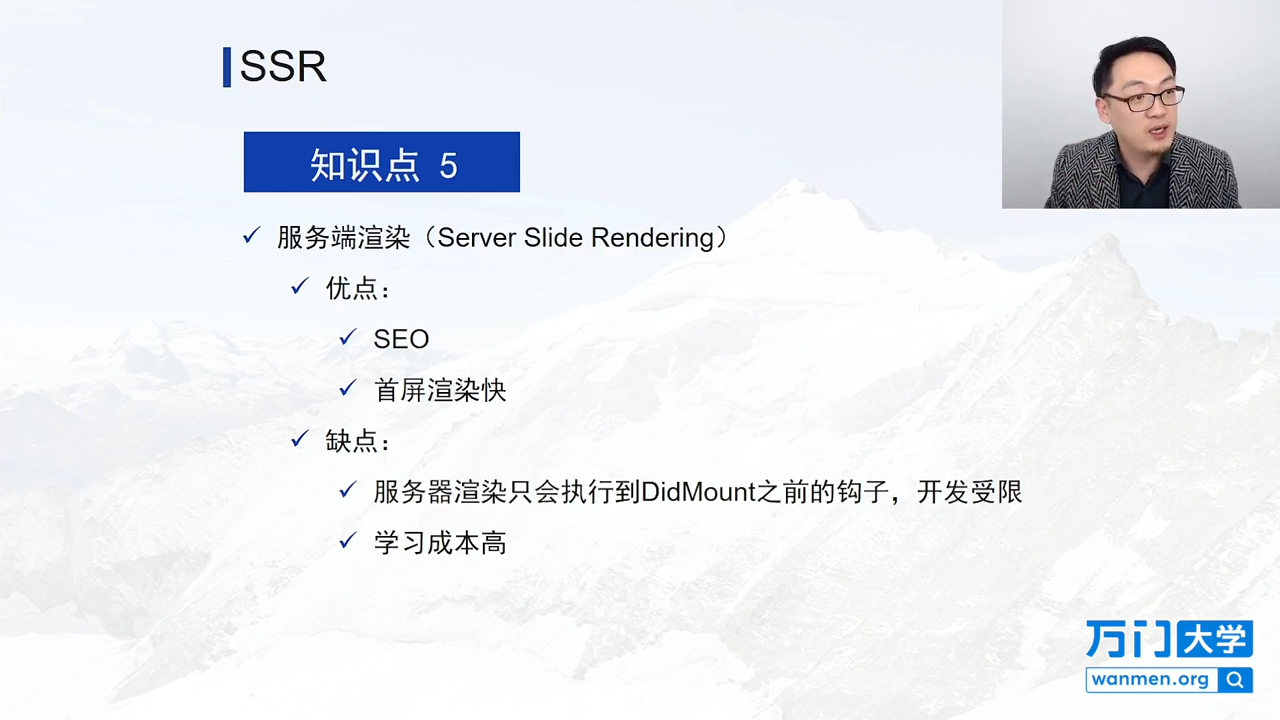 SSR
知识点 5
服务端渲染（Server Slide Rendering）
优点：
SEO
首屏渲染快
缺点：
服务器渲染只会执行到DidMount之前的钩子，开发受限
学习成本高
万门大学
wanmen.org